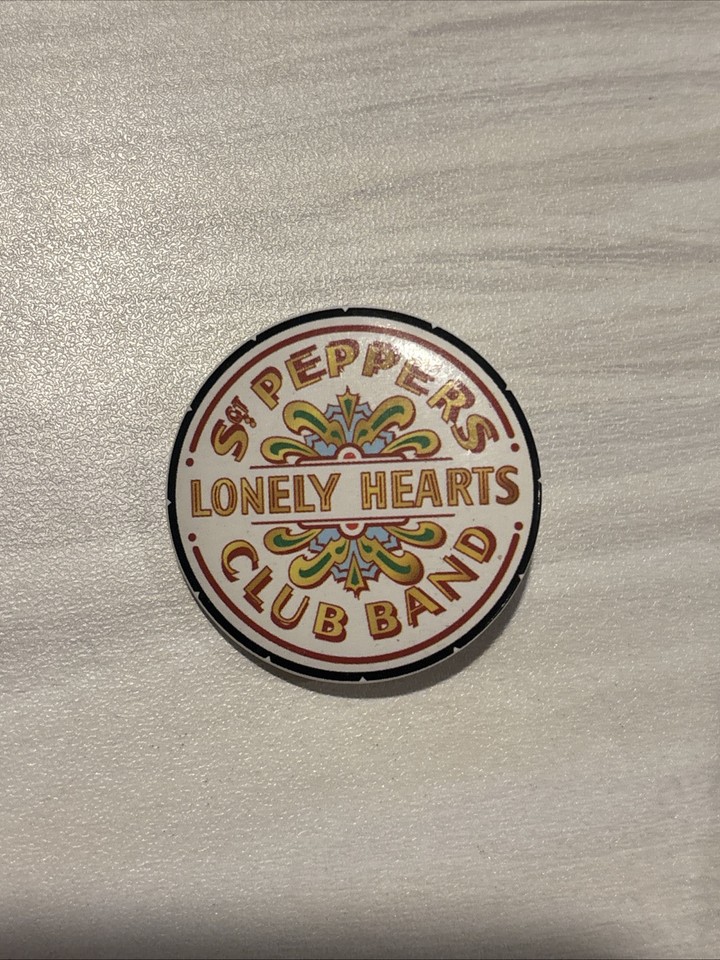 Sgt PEPPERS
LONELY HEARTS
CLUB BAND